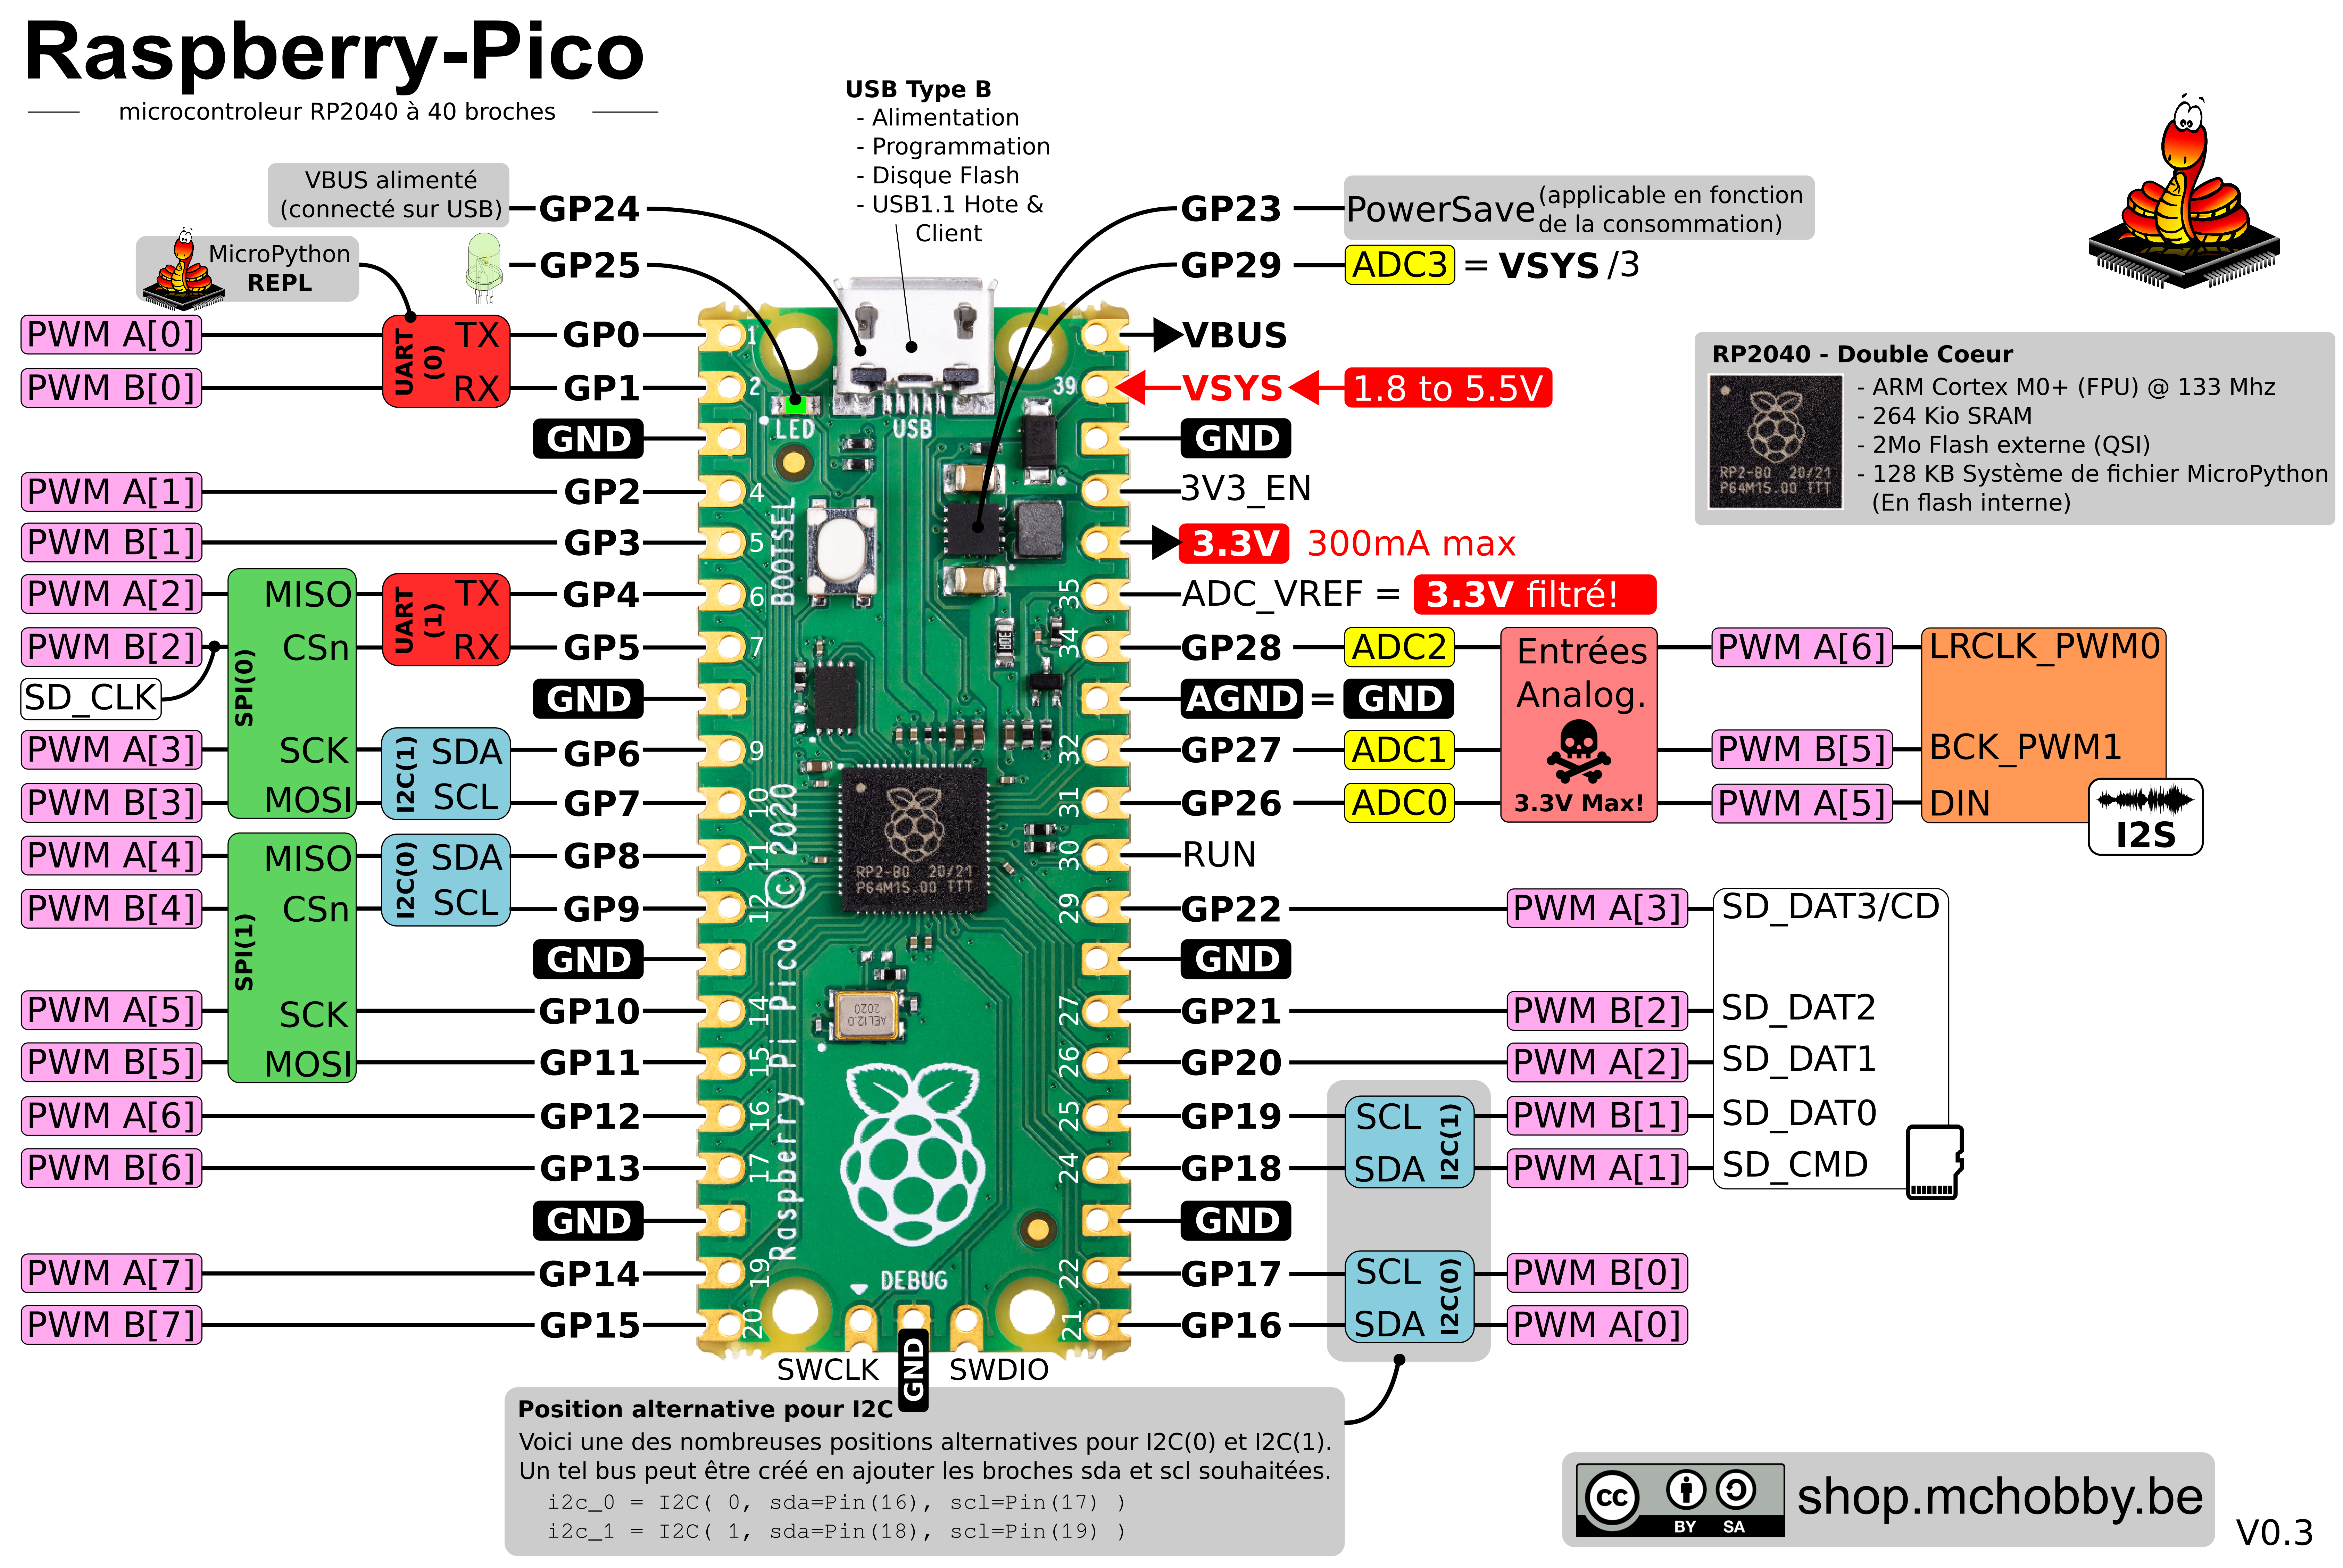 Raspberry-Pico
microcontroleur RP2040 à 40 broches
USB Type B
- Alimentation
- Programmation
- Disque Flash
- USB1.1 Hote &
Client
VBUS alimenté
(connecté sur USB)
GP24
GP25
MicroPython
REPL
GP23
PowerSave
(applicable en fonction
de la consommation)
GP29
ADC3 = VSYS /3
RP2040 - Double Coeur
- ARM Cortex M0+ (FPU) @ 133 Mhz
- 264 Kio SRAM
- 2Mo Flash externe (QSI)
- 128 KB Système de fichier MicroPython
(En flash interne)
RP2-B0 20/21
P64M15.00 TTT
PWM A[0]
UART (0)
TX
GP0
PWM B[0]
RX
GP1
GND
PWM A[1]
GP2
PWM B[1]
GP3
PWM A[2]
SPI(0)
MISO
UART (1)
TX
GP4
PWM B[2]
CSn
RX
GP5
SD_CLK
GND
PWM A[3]
SCK
I2C(1)
SDA
GP6
PWM B[3]
MOSI
SCL
GP7
PWM A[4]
SPI(1)
MISO
I2C(0)
SDA
GP8
PWM B[4]
CSn
SCL
GP9
GND
PWM A[5]
SCK
GP10
PWM B[5]
MOSI
GP11
PWM A[6]
GP12
PWM B[6]
GP13
GND
PWM A[7]
GP14
PWM B[7]
GP15
1
2
4
5
6
7
9
10
11
12
14
15
16
17
19
20
LED
USB
BOOTSEL
Raspberry Pi Pico © 2020
RP2-B0 20/21
P64M15.00 TTT
AEL12.0
2020
DEBUG
39
35
34
32
31
30
29
27
26
25
24
22
21
VBUS
VSYS
1.8 to 5.5V
GND
3V3_EN
3.3V 300mA max
ADC_VREF = 3.3V filtré!
GP28
ADC2
Entrées
Analog.
3.3V Max!
PWM A[6]
LRCLK_PWM0
AGND = GND
GP27
ADC1
PWM B[5]
BCK_PWM1
GP26
ADC0
PWM A[5]
DIN
I2S
RUN
GP22
PWM A[3]
SD_DAT3/CD
GND
GP21
PWM B[2]
SD_DAT2
GP20
PWM A[2]
SD_DAT1
GP19
SCL
I2C(1)
PWM B[1]
SD_DAT0
GP18
SDA
PWM A[1]
SD_CMD
GND
GP17
SCL
I2C(0)
PWM B[0]
GP16
SDA
PWM A[0]
SWCLK
GND
SWDIO
Position alternative pour I2C
Voici une des nombreuses positions alternatives pour I2C(0) et I2C(1).
Un tel bus peut être créé en ajouter les broches sda et scl souhaitées.
i2c_0 = I2C( 0, sda=Pin(16), scl=Pin(17) )
i2c_1 = I2C( 1, sda=Pin(18), scl=Pin(19) )
cc
BY SA
shop.mchobby.be
V0.3